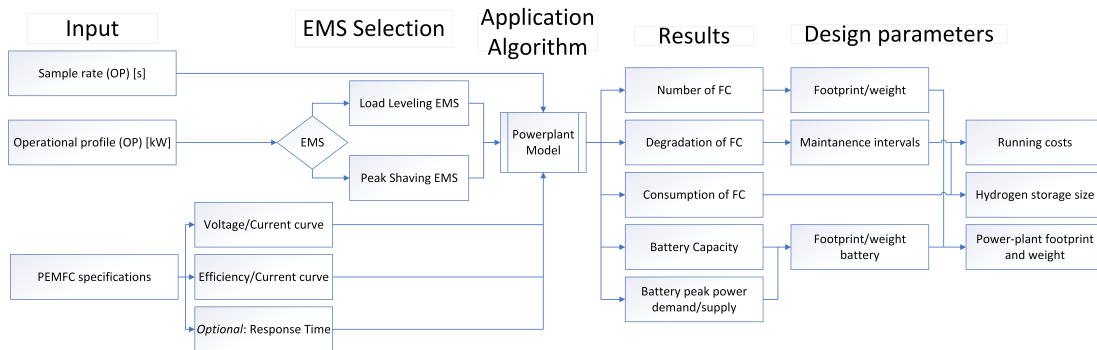 Input
EMS Selection
Application
Algorithm
Results
Design parameters
Sample rate (OP) [s]
Operational profile (OP) [kW]
EMS
Load Leveling EMS
Peak Shaving EMS
Powerplant
Model
PEMFC specifications
Voltage/Current curve
Efficiency/Current curve
Optional: Response Time
Number of FC
Degradation of FC
Consumption of FC
Battery Capacity
Battery peak power
demand/supply
Footprint/weight
Maintanence intervals
Footprint/weight
battery
Running costs
Hydrogen storage size
Power-plant footprint
and weight